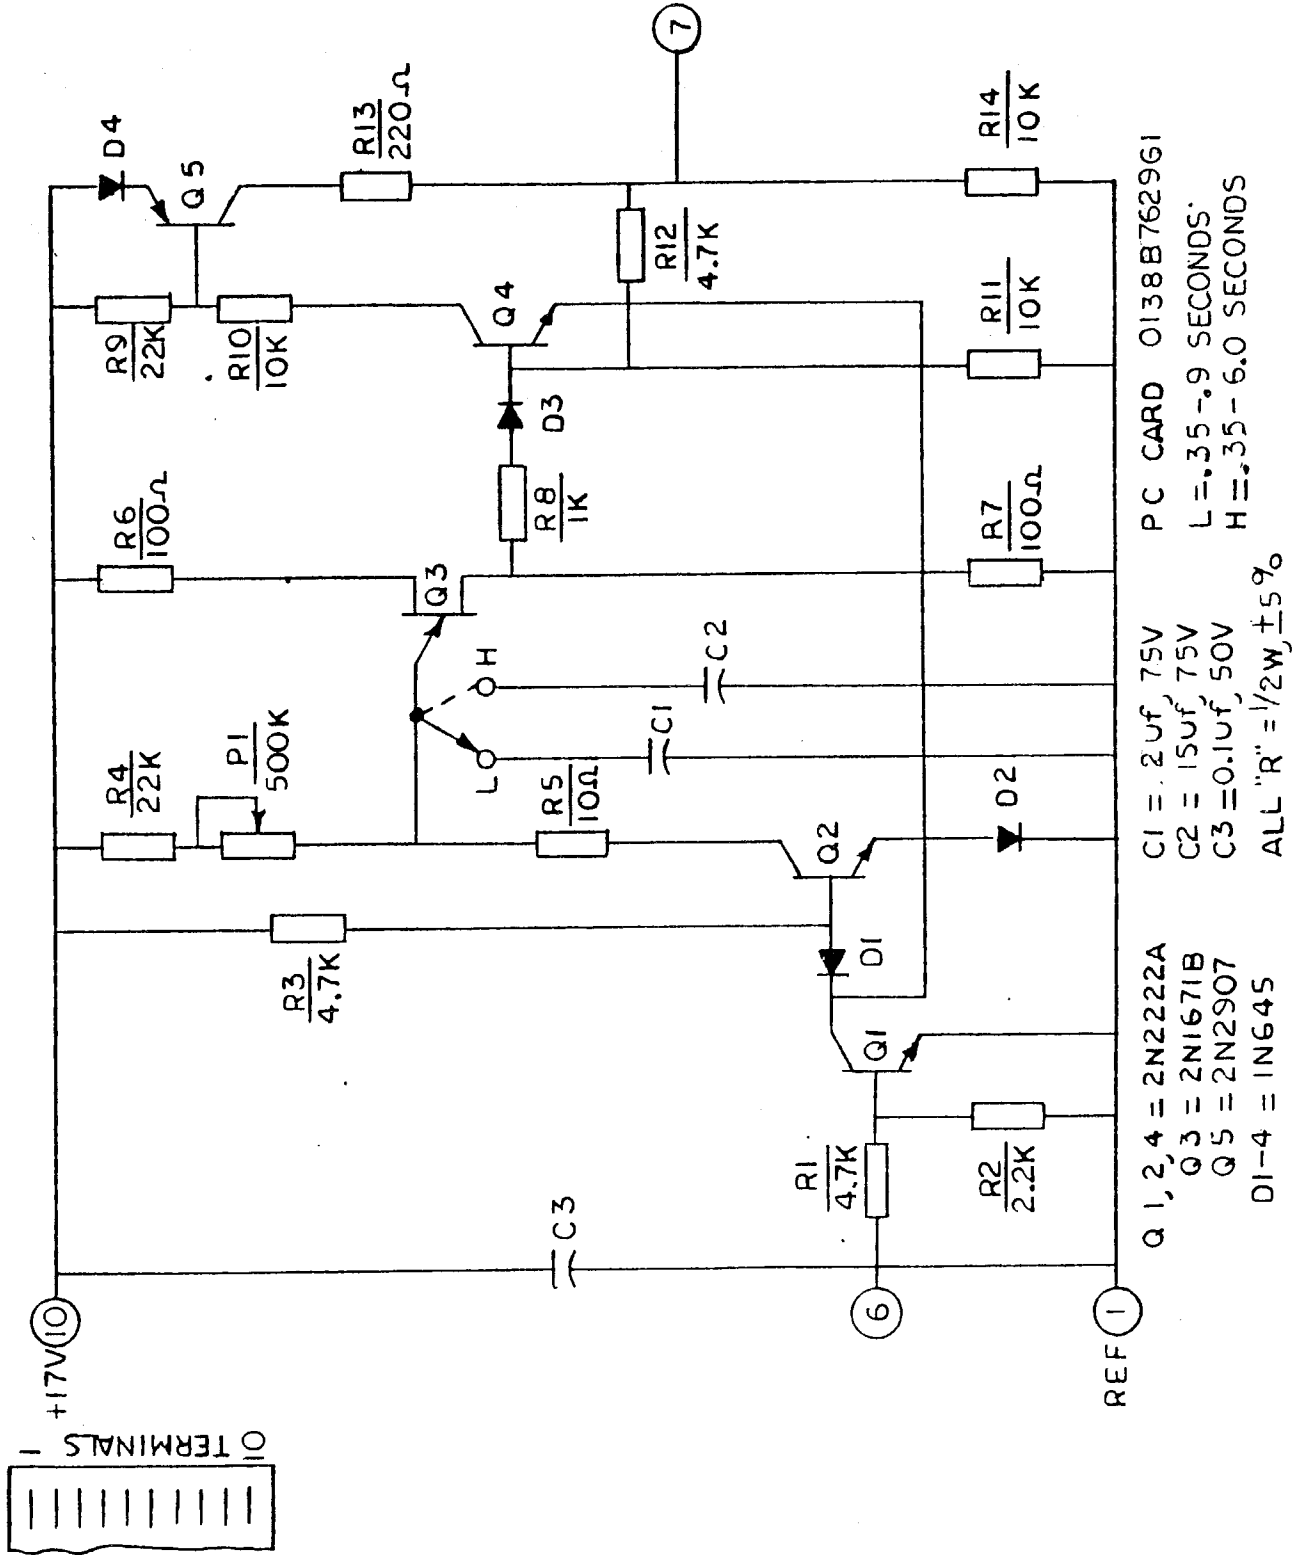 1 TERMINALS 10
+17V 10
D4
Q5
R9
22K
R10
10K
R13
220Ω
7
R6
100Ω
R4
22K
P1
500K
R3
4.7K
Q3
R8
1K
D3
Q4
R12
4.7K
L
H
C1
C2
R5
10Ω
C3
R1
4.7K
6
Q1
D1
Q2
R2
2.2K
D2
R7
100Ω
R11
10K
R14
10K
REF 1
Q 1, 2, 4 = 2N2222A
Q3 = 2N1671B
Q5 = 2N2907
D1-4 = 1N645
C1 = 2uf, 75V
C2 = 15uf, 75V
C3 = 0.1uf, 50V
ALL "R" = 1/2W, ±5%
PC CARD 0138B7629G1
L = .35-.9 SECONDS
H = .35-6.0 SECONDS